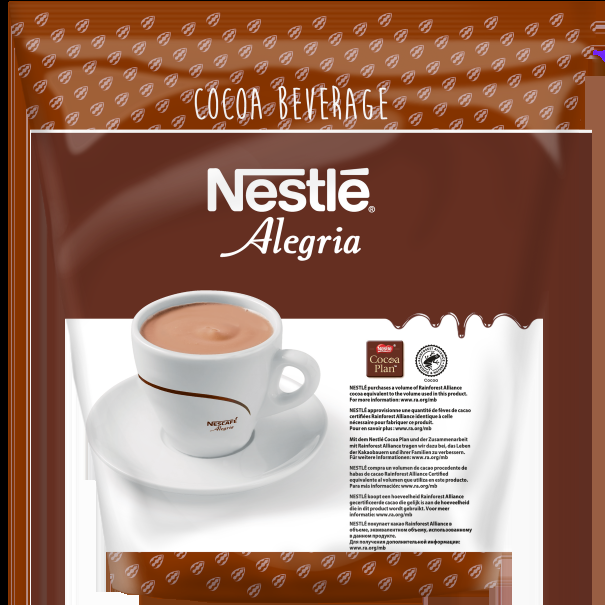 COCOA BEVERAGE
Nestlé®
Alegria
NESCAFÉ
Alegria
Nestlé
Cocoa
Plan®
COCOA
NESTLÉ purchases a volume of Rainforest Alliance
cocoa equivalent to the volume used in this product.
For more information: www.ra.org/mb
NESTLÉ approvisionne une quantité de fèves de cacao
certifiées Rainforest Alliance identique à celle
nécessaire pour fabriquer ce produit.
Pour en savoir plus : www.ra.org/mb
Mit dem Nestlé Cocoa Plan und der Zusammenarbeit
mit Rainforest Alliance tragen wir dazu bei, das Leben
der Kakaobauern und ihrer Familien zu verbessern.
Für weitere Informationen: www.ra.org/mb
NESTLÉ compra un volumen de cacao procedente de
habas de cacao Rainforest Alliance Certified
equivalente al volumen que utiliza en este producto.
Para más información: www.ra.org/mb
NESTLÉ koopt een hoeveelheid Rainforest Alliance
gecertificeerde cacao die gelijk is aan de hoeveelheid
die in dit product wordt gebruikt. Voor meer
informatie: www.ra.org/mb
NESTLÉ покупает какао Rainforest Alliance в
объеме, эквивалентном объему, использованному
в данном продукте.
Для получения дополнительной информации:
www.ra.org/mb